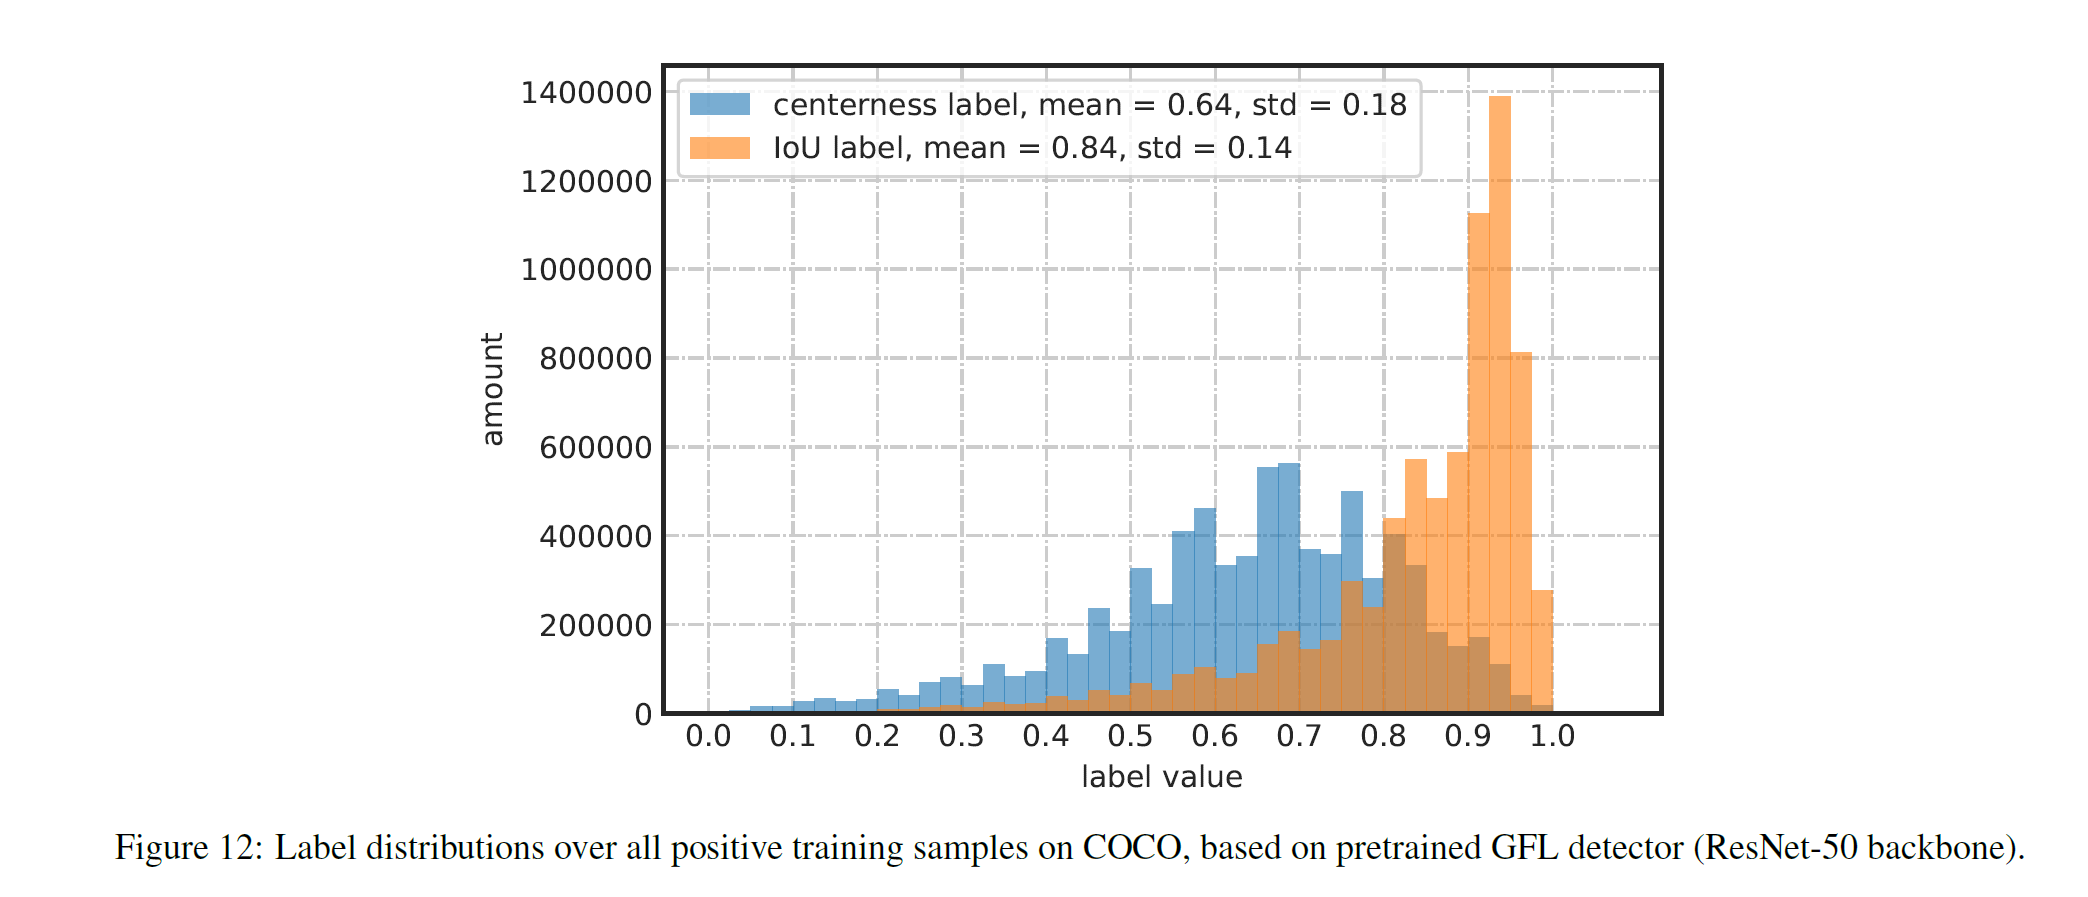 1400000
1200000
1000000
800000
600000
400000
200000
0
amount
centerness label, mean = 0.64, std = 0.18
IoU label, mean = 0.84, std = 0.14
0.0 0.1 0.2 0.3 0.4 0.5 0.6 0.7 0.8 0.9 1.0
label value
Figure 12: Label distributions over all positive training samples on COCO, based on pretrained GFL detector (ResNet-50 backbone).